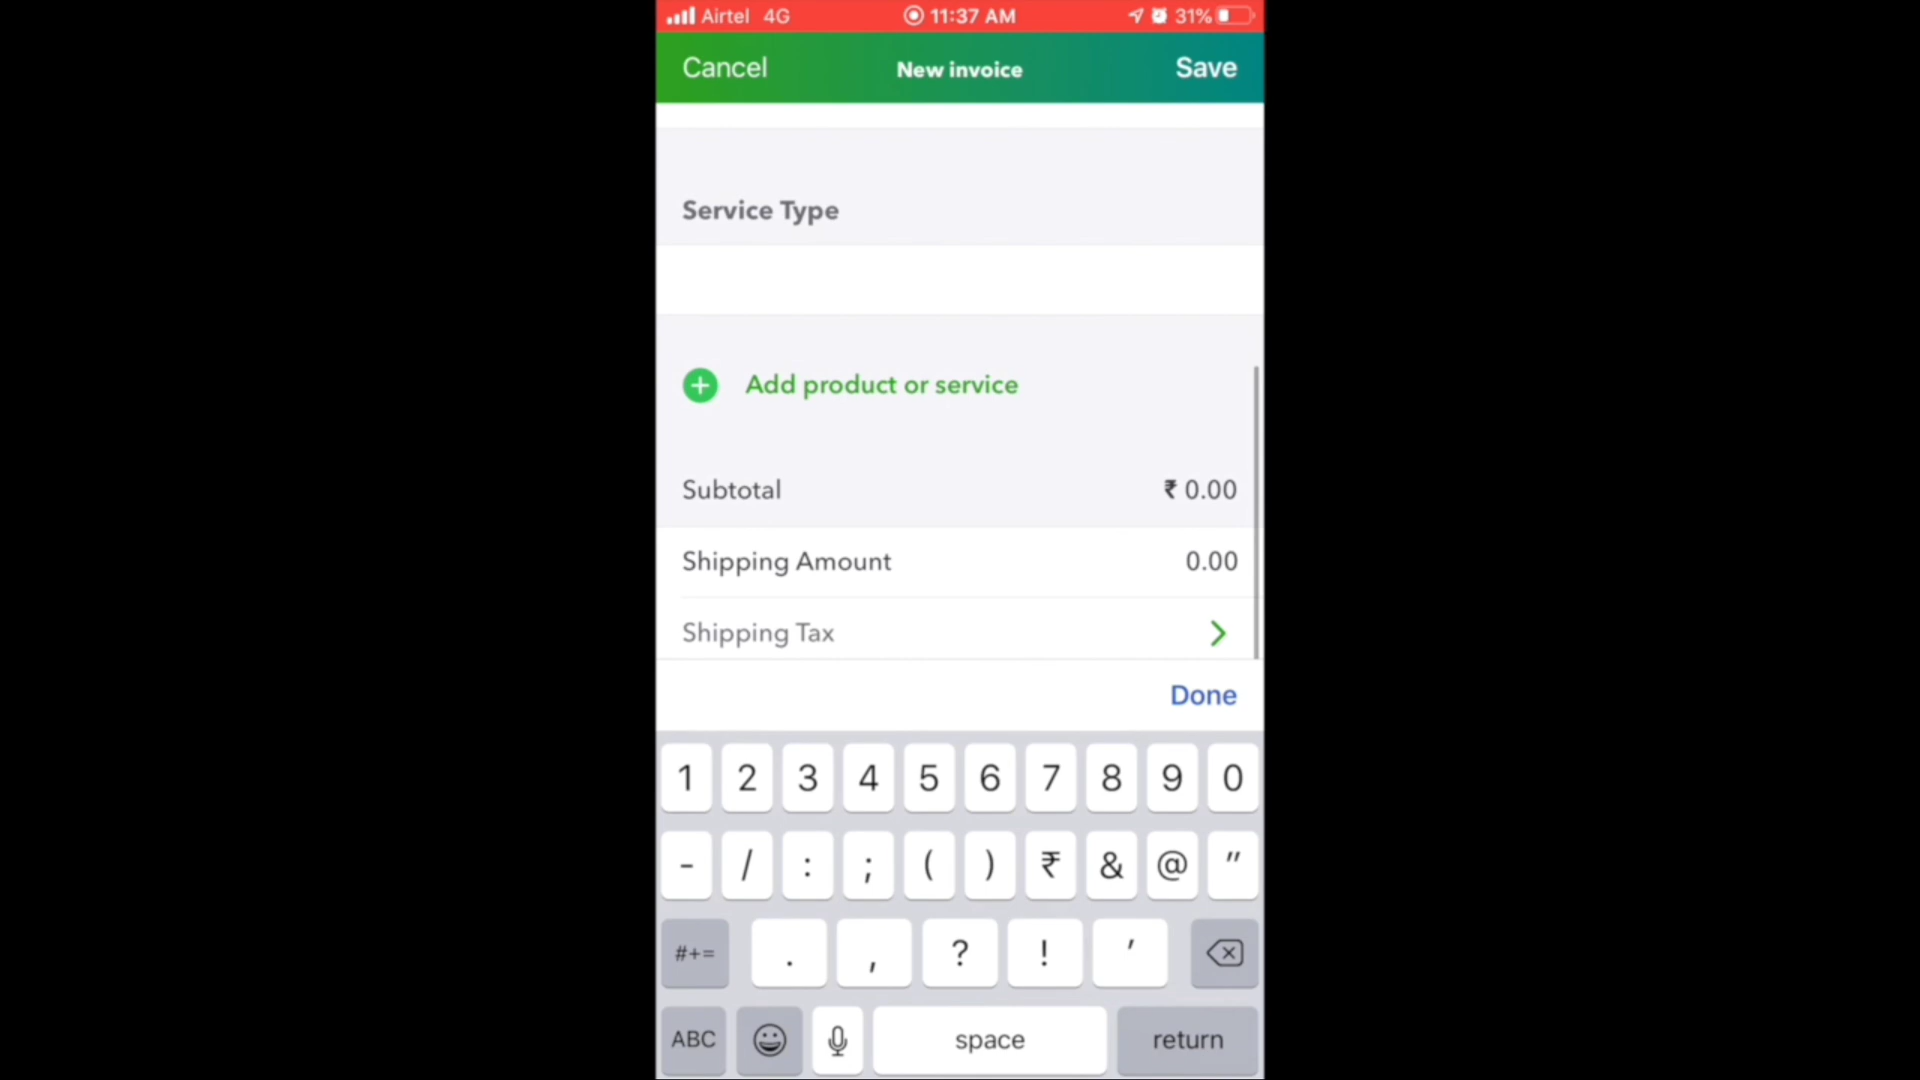 Airtel 4G 11:37 AM 31%
Cancel New invoice Save
Service Type
Add product or service
Subtotal ₹ 0.00
Shipping Amount 0.00
Shipping Tax
Done
1 2 3 4 5 6 7 8 9 0
- / : ; ( ) ₹ & @ "
#+= . , ? ! '
ABC space return